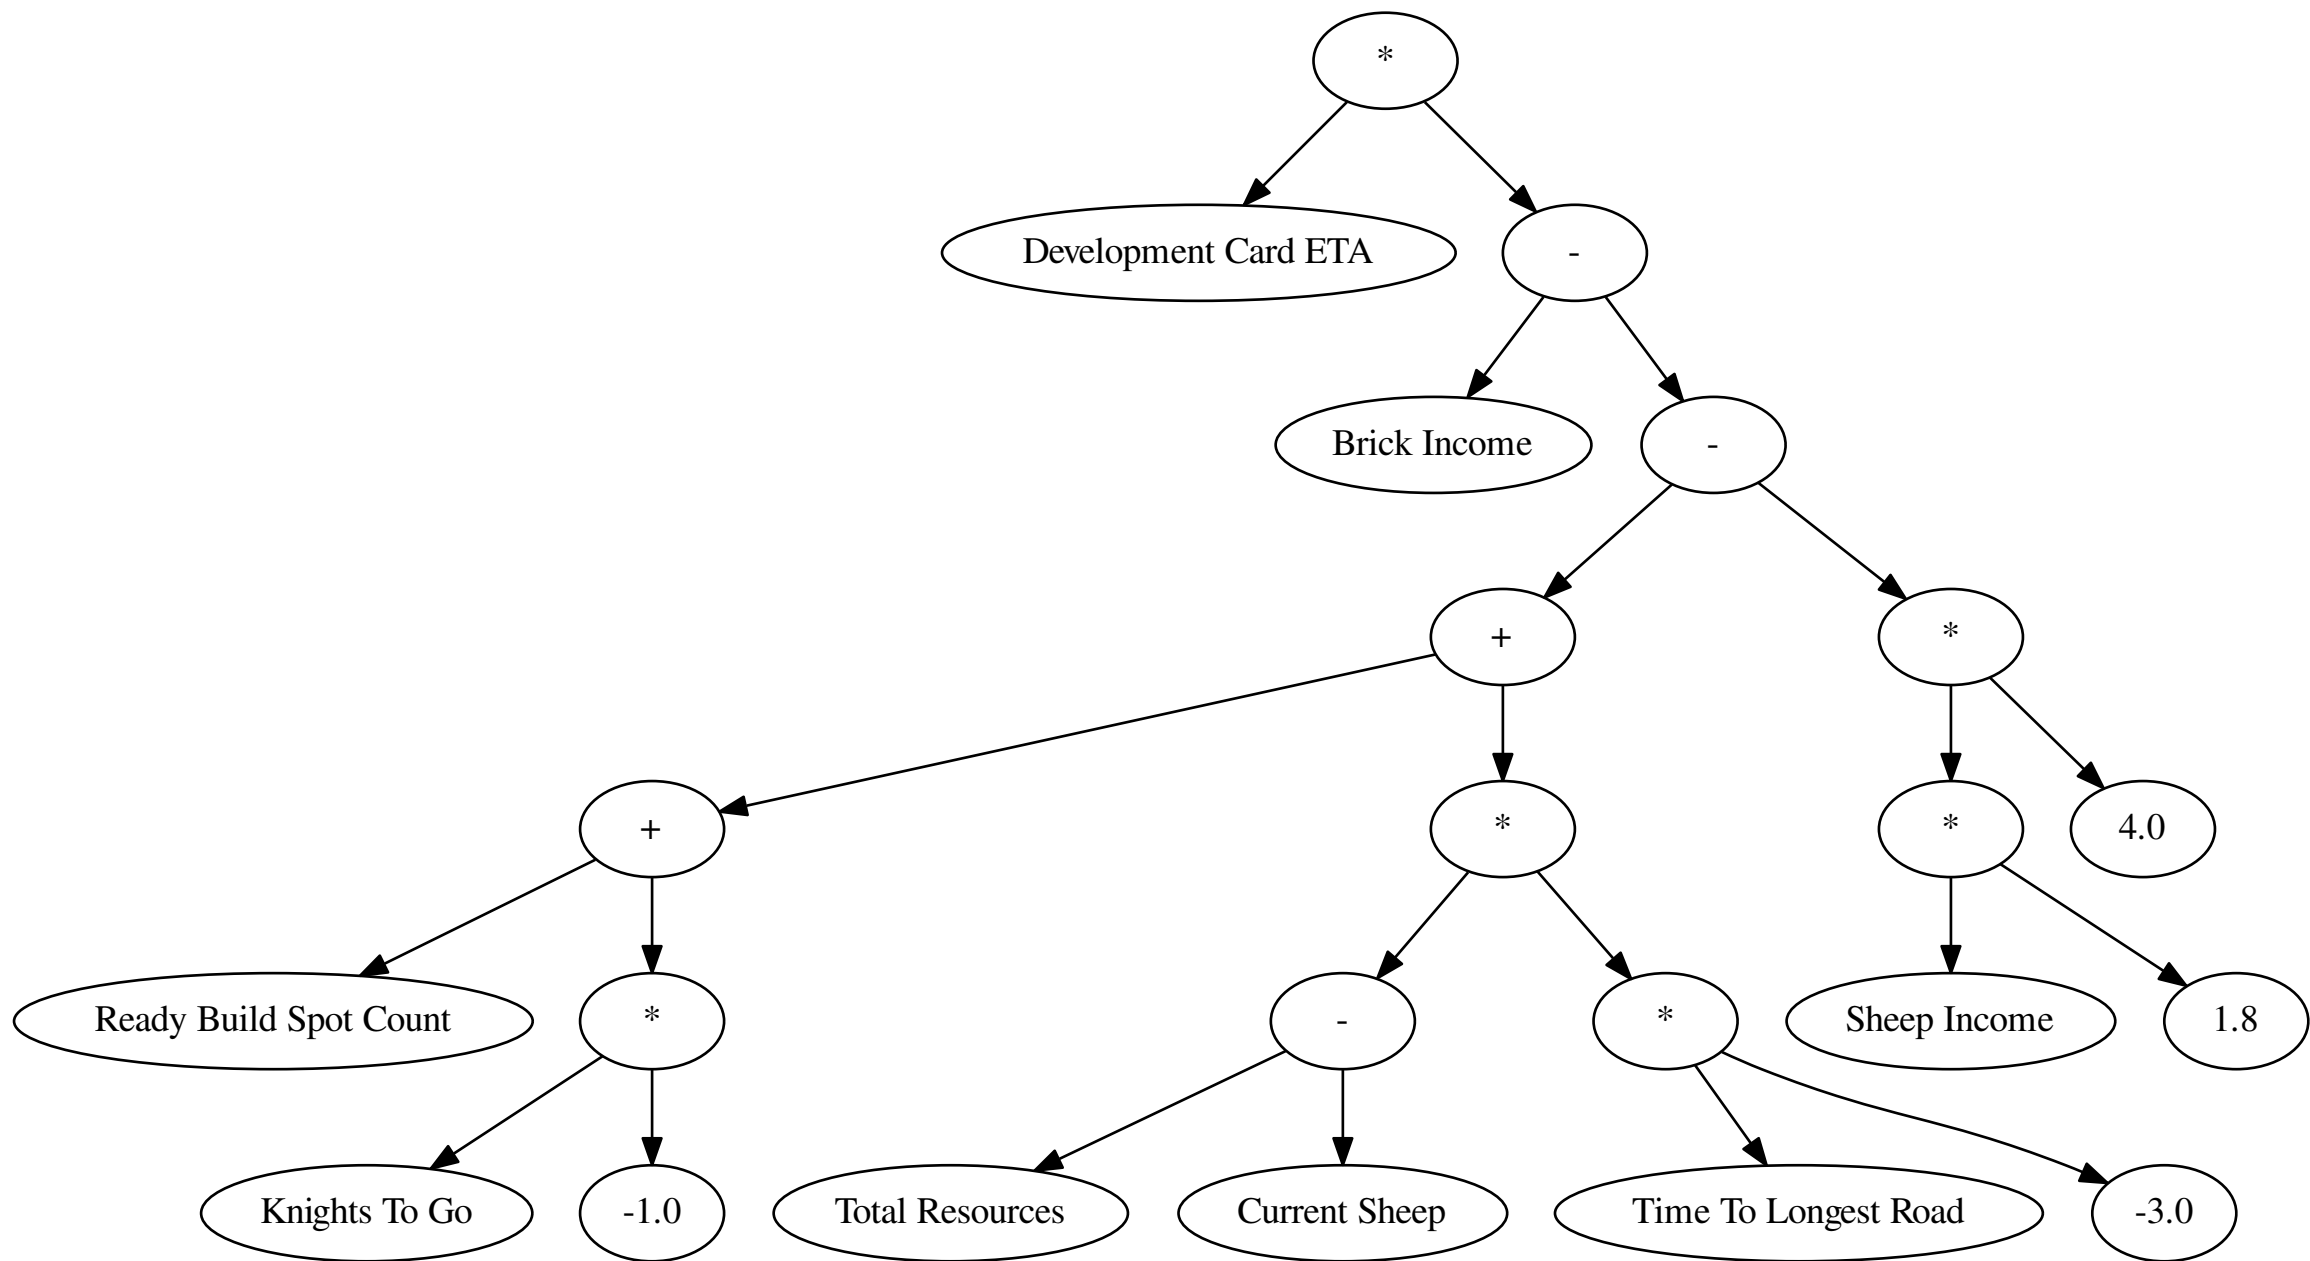 *
Development Card ETA
-
Brick Income
-
+
*
+
*
*
4.0
Ready Build Spot Count
*
-
*
Sheep Income
1.8
Knights To Go
-1.0
Total Resources
Current Sheep
Time To Longest Road
-3.0